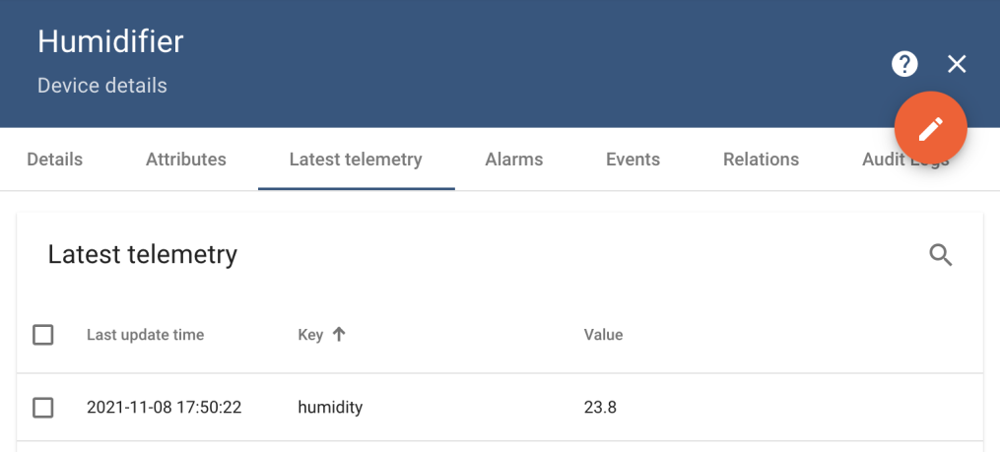 Humidifier
Device details
?
Details Attributes Latest telemetry Alarms Events Relations Audit Logs
Latest telemetry
Last update time Key Value
2021-11-08 17:50:22 humidity 23.8